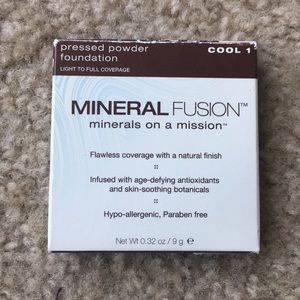 pressed powder COOL 1
foundation
LIGHT TO FULL COVERAGE
MINERAL FUSION™
minerals on a mission™
Flawless coverage with a natural finish
Infused with age-defying antioxidants
and skin-soothing botanicals
Hypo-allergenic, Paraben free
Net Wt 0.32 oz / 9 g ℮